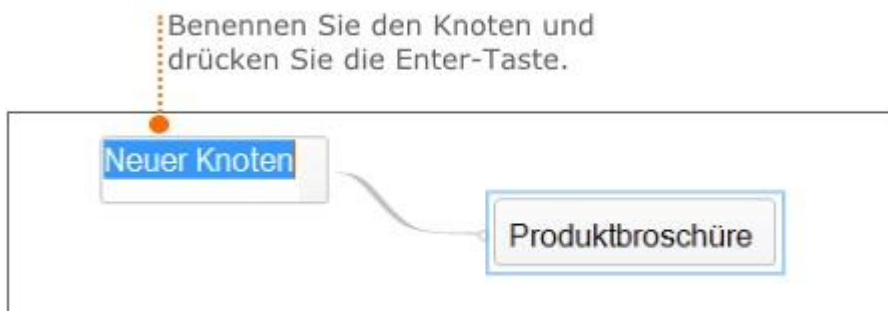 Benennen Sie den Knoten und
drücken Sie die Enter-Taste.
Neuer Knoten
Produktbroschüre